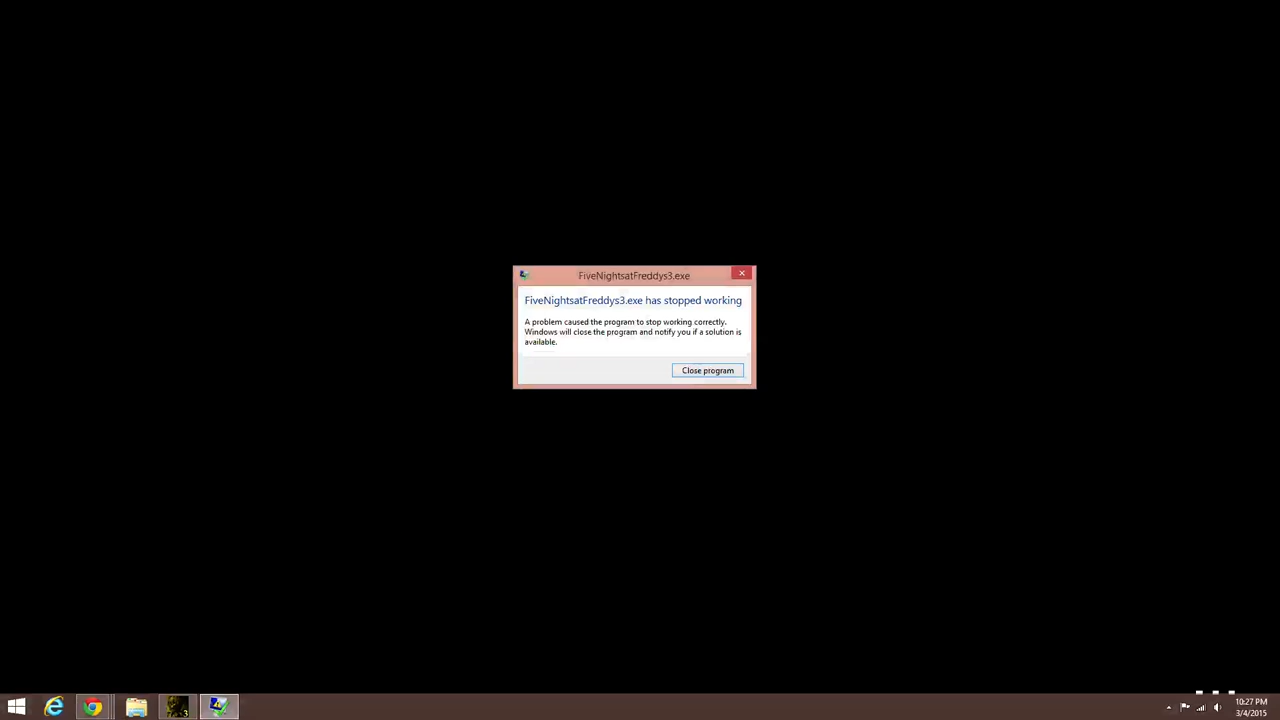 FiveNightsatFreddys3.exe
FiveNightsatFreddys3.exe has stopped working
A problem caused the program to stop working correctly.
Windows will close the program and notify you if a solution is
available.
Close program
3
10:27 PM
3/4/2015